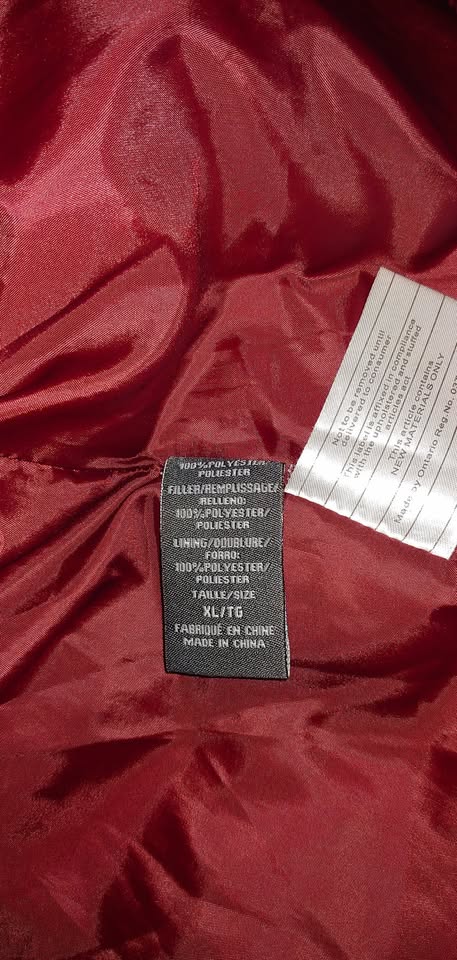 100%POLYESTER/
POLIESTER
FILLER/REMPLISSAGE/
RELLENO:
100%POLYESTER/
POLIESTER
LINING/DOUBLURE/
FORRO:
100%POLYESTER/
POLIESTER
TAILLE/SIZE
XL/TG
FABRIQUÉ EN CHINE
MADE IN CHINA
Not to be removed until
delivered to consumer
This label is affixed in compliance
with the upholstered and stuffed
articles act
This article contains
NEW MATERIALS ONLY
Made by Ontario Reg No.